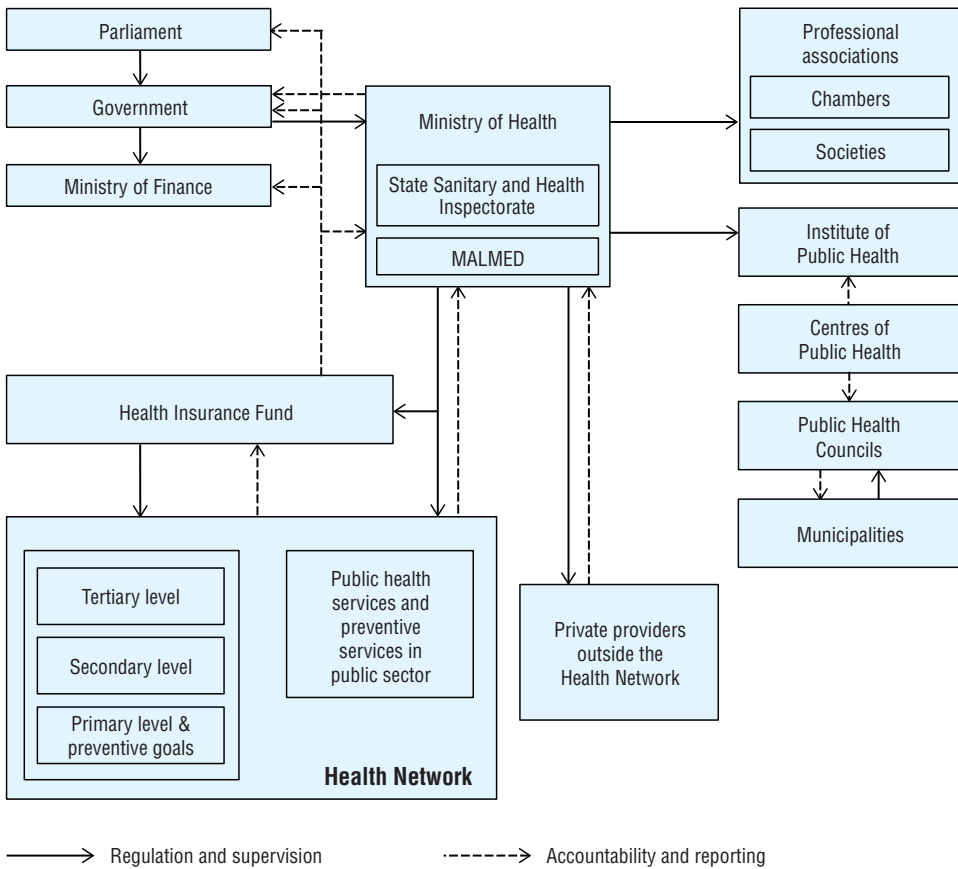 Parliament
Government
Ministry of Finance
Ministry of Health
State Sanitary and Health
Inspectorate
MALMED
Professional
associations
Chambers
Societies
Institute of
Public Health
Centres of
Public Health
Public Health
Councils
Municipalities
Health Insurance Fund
Tertiary level
Secondary level
Primary level &
preventive goals
Public health
services and
preventive
services in
public sector
Health Network
Private providers
outside the
Health Network
Regulation and supervision
Accountability and reporting